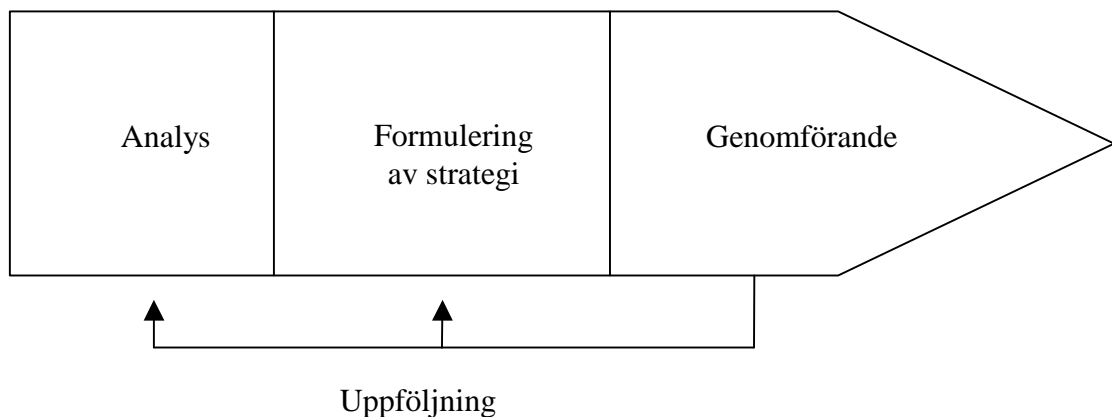 Analys
Formulering
av strategi
Genomförande
Uppföljning